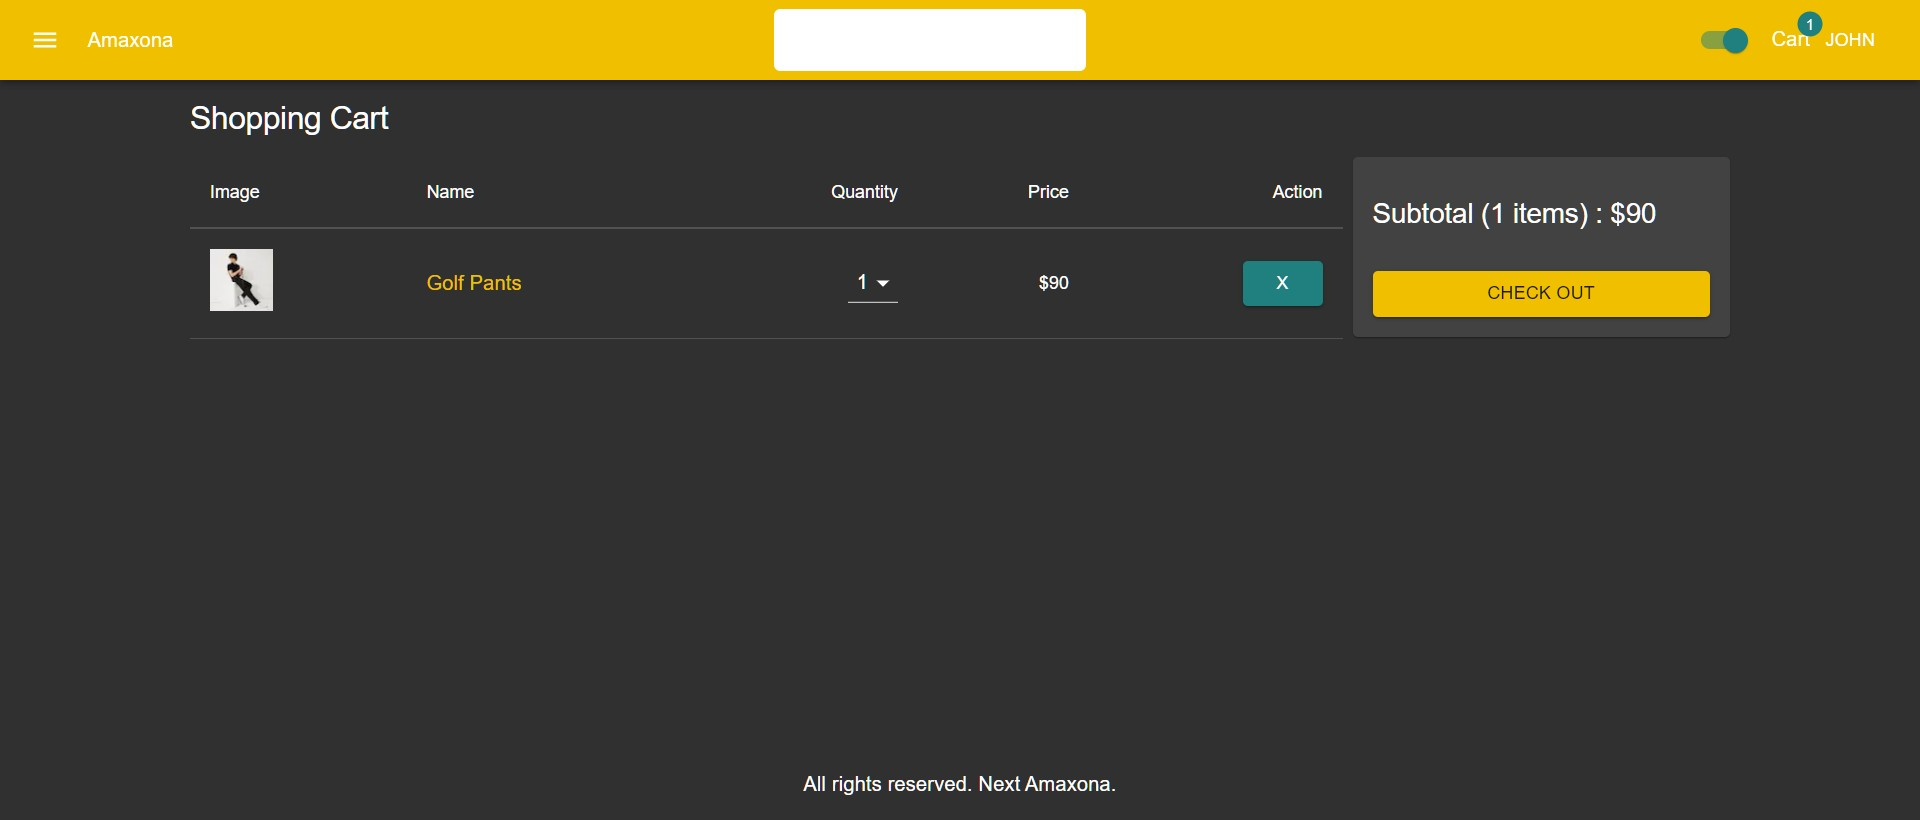 Amaxona
Cart 1 JOHN
Shopping Cart
Image Name Quantity Price Action
Golf Pants 1 $90 X
Subtotal (1 items) : $90
CHECK OUT
All rights reserved. Next Amaxona.